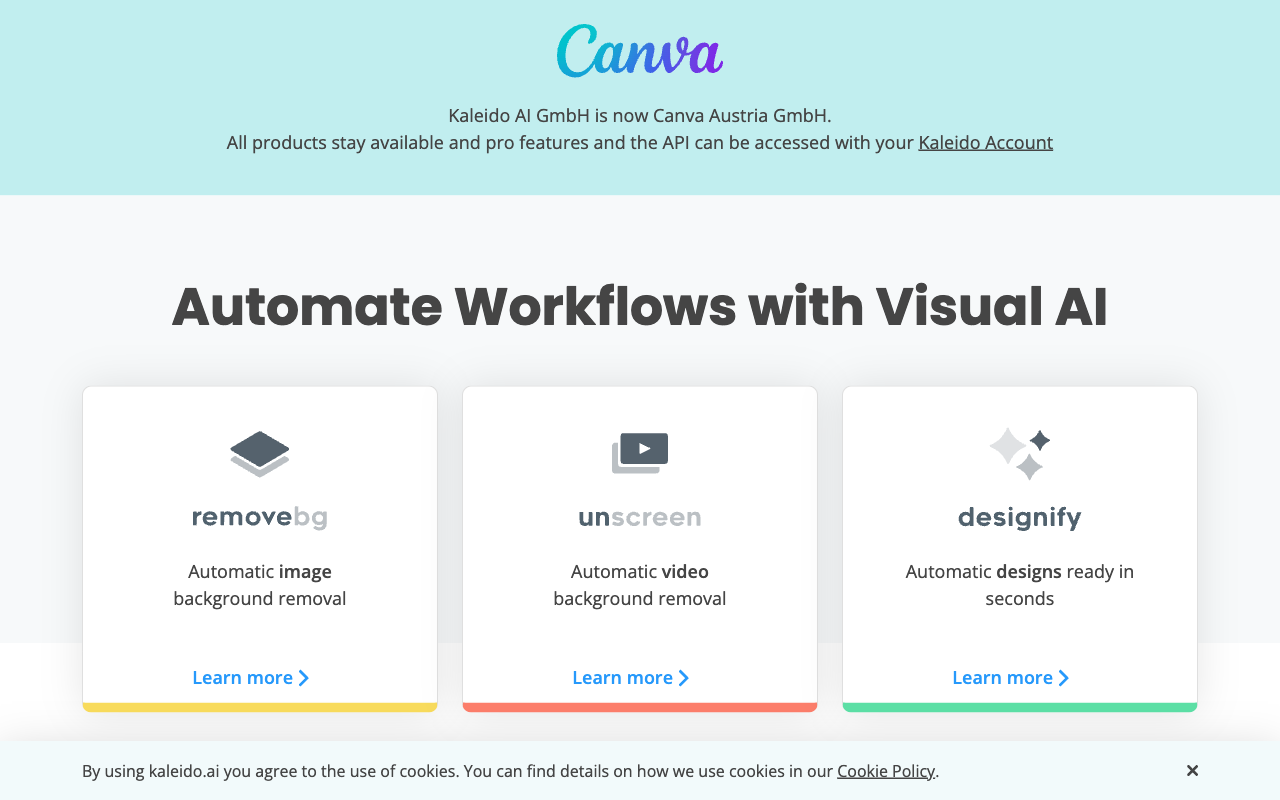 Canva
Kaleido AI GmbH is now Canva Austria GmbH.
All products stay available and pro features and the API can be accessed with your Kaleido Account
Automate Workflows with Visual AI
removebg
Automatic image
background removal
Learn more
unscreen
Automatic video
background removal
Learn more
designify
Automatic designs ready in
seconds
Learn more
By using kaleido.ai you agree to the use of cookies. You can find details on how we use cookies in our Cookie Policy.